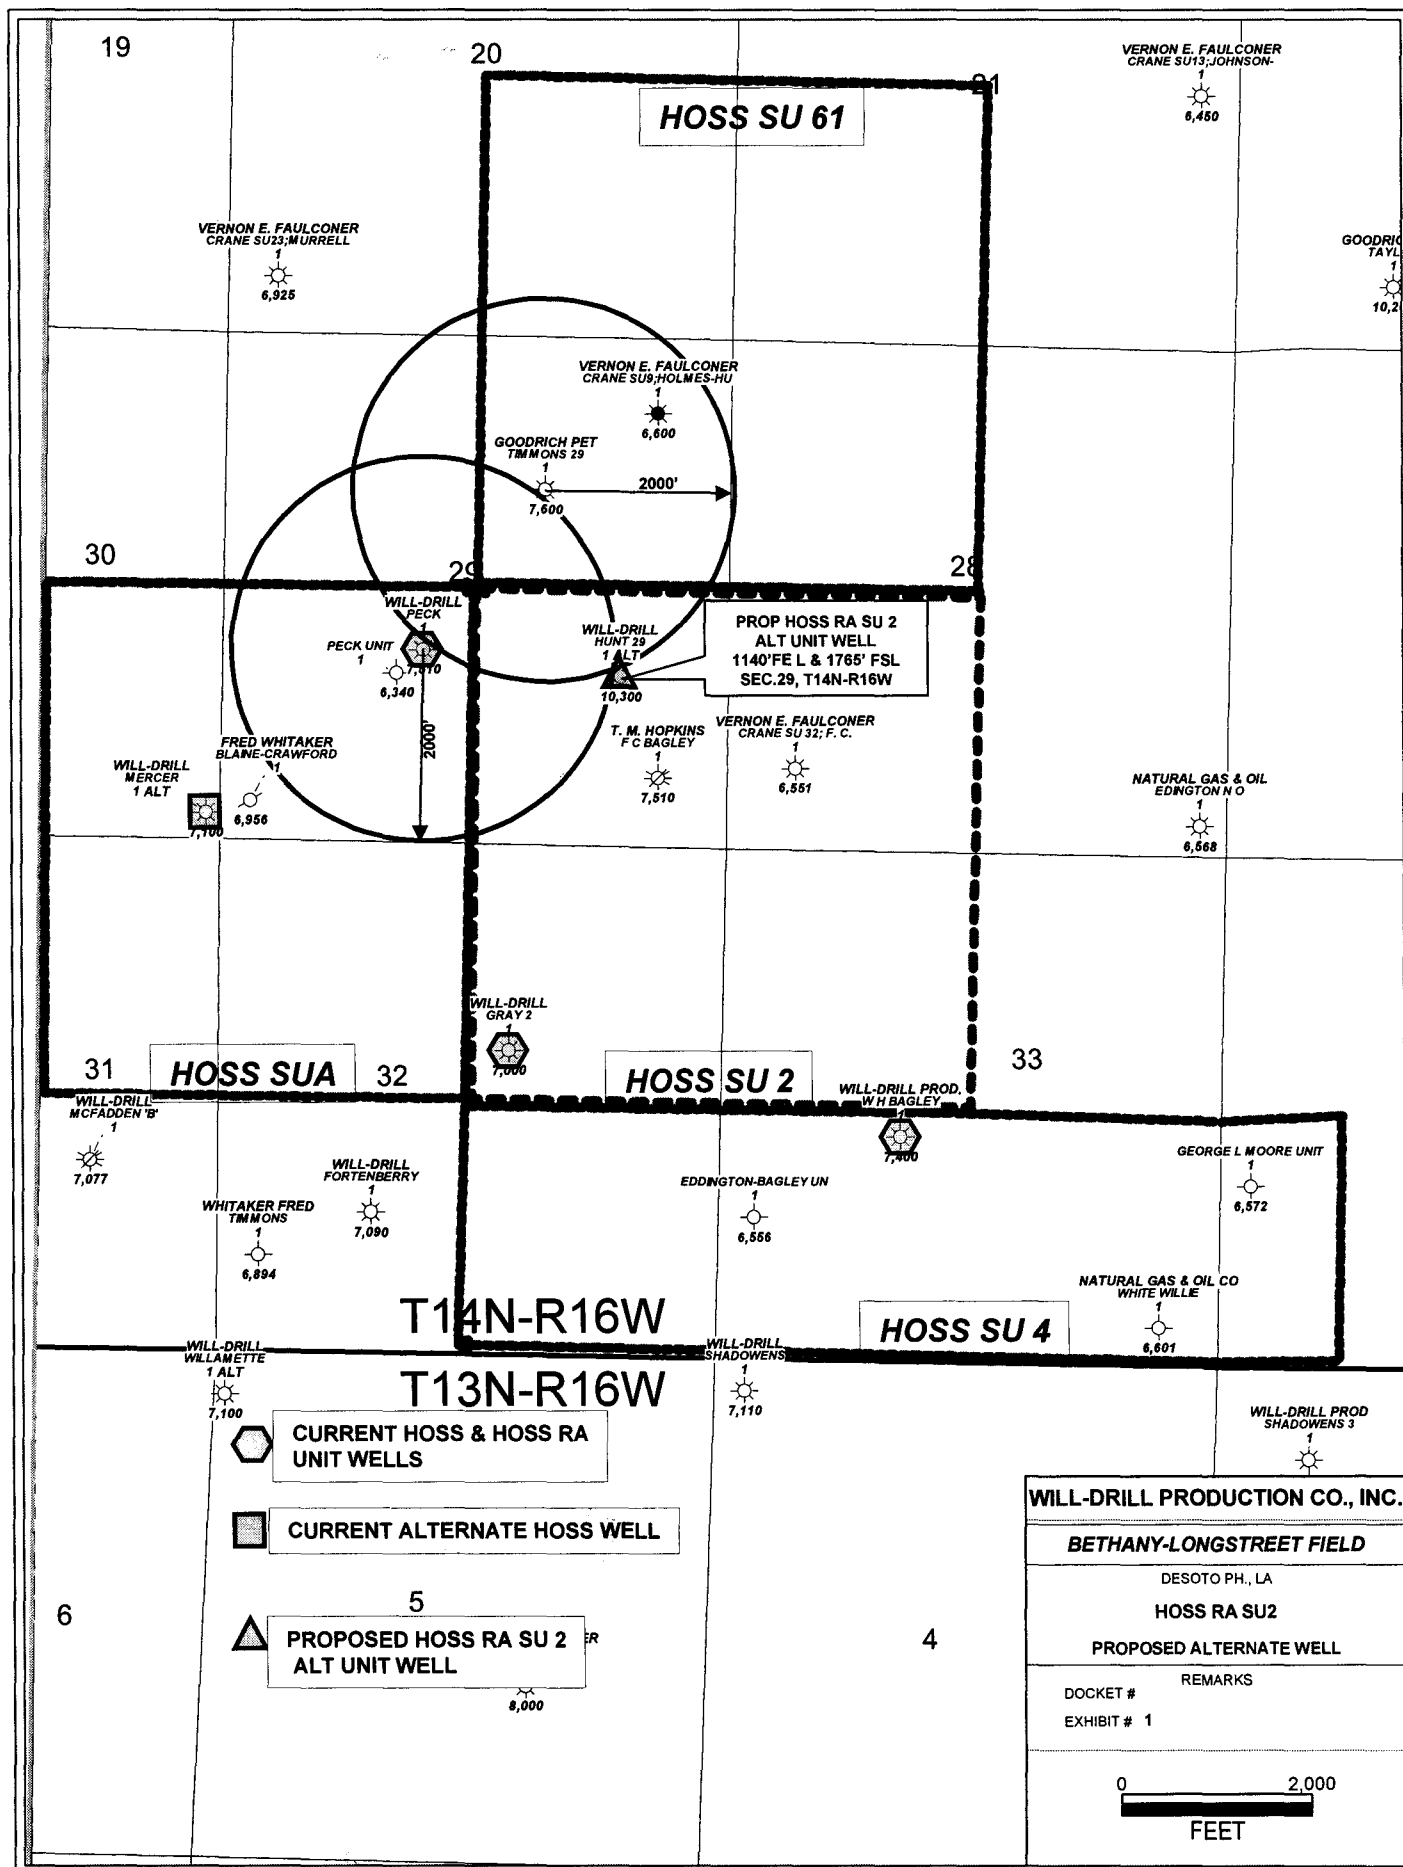 19
20
21
VERNON E. FAULCONER
CRANE SU13;JOHNSON-
1
6,450
HOSS SU 61
VERNON E. FAULCONER
CRANE SU23;MURRELL
1
6,925
GOODRIC
TAYL
1
10,2
VERNON E. FAULCONER
CRANE SU9;HOLMES-HU
1
6,600
GOODRICH PET
TIMMONS 29
1
7,600
2000'
30
29
28
WILL-DRILL
PECK
1
PECK UNIT
1
6,340
WILL-DRILL
HUNT 29
1 ALT
10,300
PROP HOSS RA SU 2
ALT UNIT WELL
1140'FE L & 1765' FSL
SEC.29, T14N-R16W
2000'
FRED WHITAKER
BLAINE-CRAWFORD
1
6,956
WILL-DRILL
MERCER
1 ALT
7,100
T. M. HOPKINS
F C BAGLEY
1
7,510
VERNON E. FAULCONER
CRANE SU 32; F. C.
1
6,551
NATURAL GAS & OIL
EDINGTON N O
1
6,568
WILL-DRILL
GRAY 2
1
7,000
31
HOSS SUA
32
HOSS SU 2
33
WILL-DRILL PROD.
W H BAGLEY
1
7,400
WILL-DRILL
MCFADDEN 'B'
1
7,077
WILL-DRILL
FORTENBERRY
1
7,090
WHITAKER FRED
TIMMONS
1
6,894
EDDINGTON-BAGLEY UN
1
6,556
GEORGE L MOORE UNIT
1
6,572
NATURAL GAS & OIL CO
WHITE WILLIE
1
6,601
T14N-R16W
HOSS SU 4
WILL-DRILL
WILLAMETTE
1 ALT
7,100
T13N-R16W
WILL-DRILL
SHADOWENS
1
7,110
WILL-DRILL PROD
SHADOWENS 3
1
CURRENT HOSS & HOSS RA
UNIT WELLS
CURRENT ALTERNATE HOSS WELL
6
5
4
PROPOSED HOSS RA SU 2
ALT UNIT WELL
ER
8,000
WILL-DRILL PRODUCTION CO., INC.
BETHANY-LONGSTREET FIELD
DESOTO PH., LA
HOSS RA SU2
PROPOSED ALTERNATE WELL
REMARKS
DOCKET #
EXHIBIT # 1
0 2,000
FEET